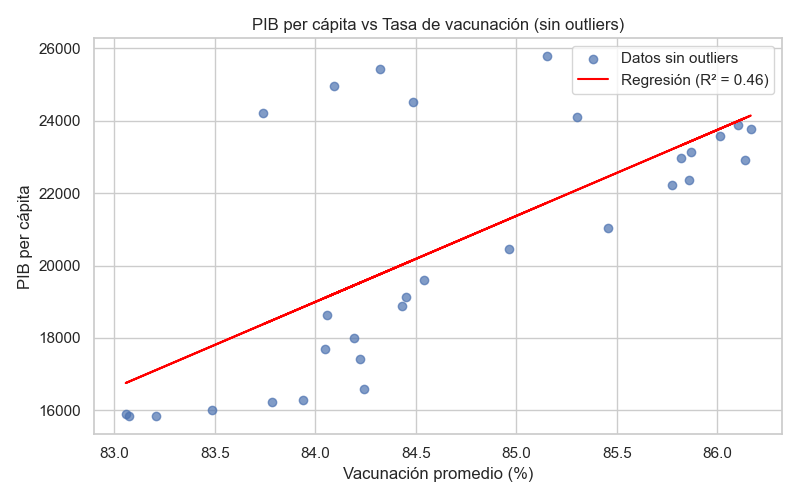 PIB per cápita vs Tasa de vacunación (sin outliers)
Datos sin outliers
Regresión (R² = 0.46)
PIB per cápita
26000
24000
22000
20000
18000
16000
83.0 83.5 84.0 84.5 85.0 85.5 86.0
Vacunación promedio (%)